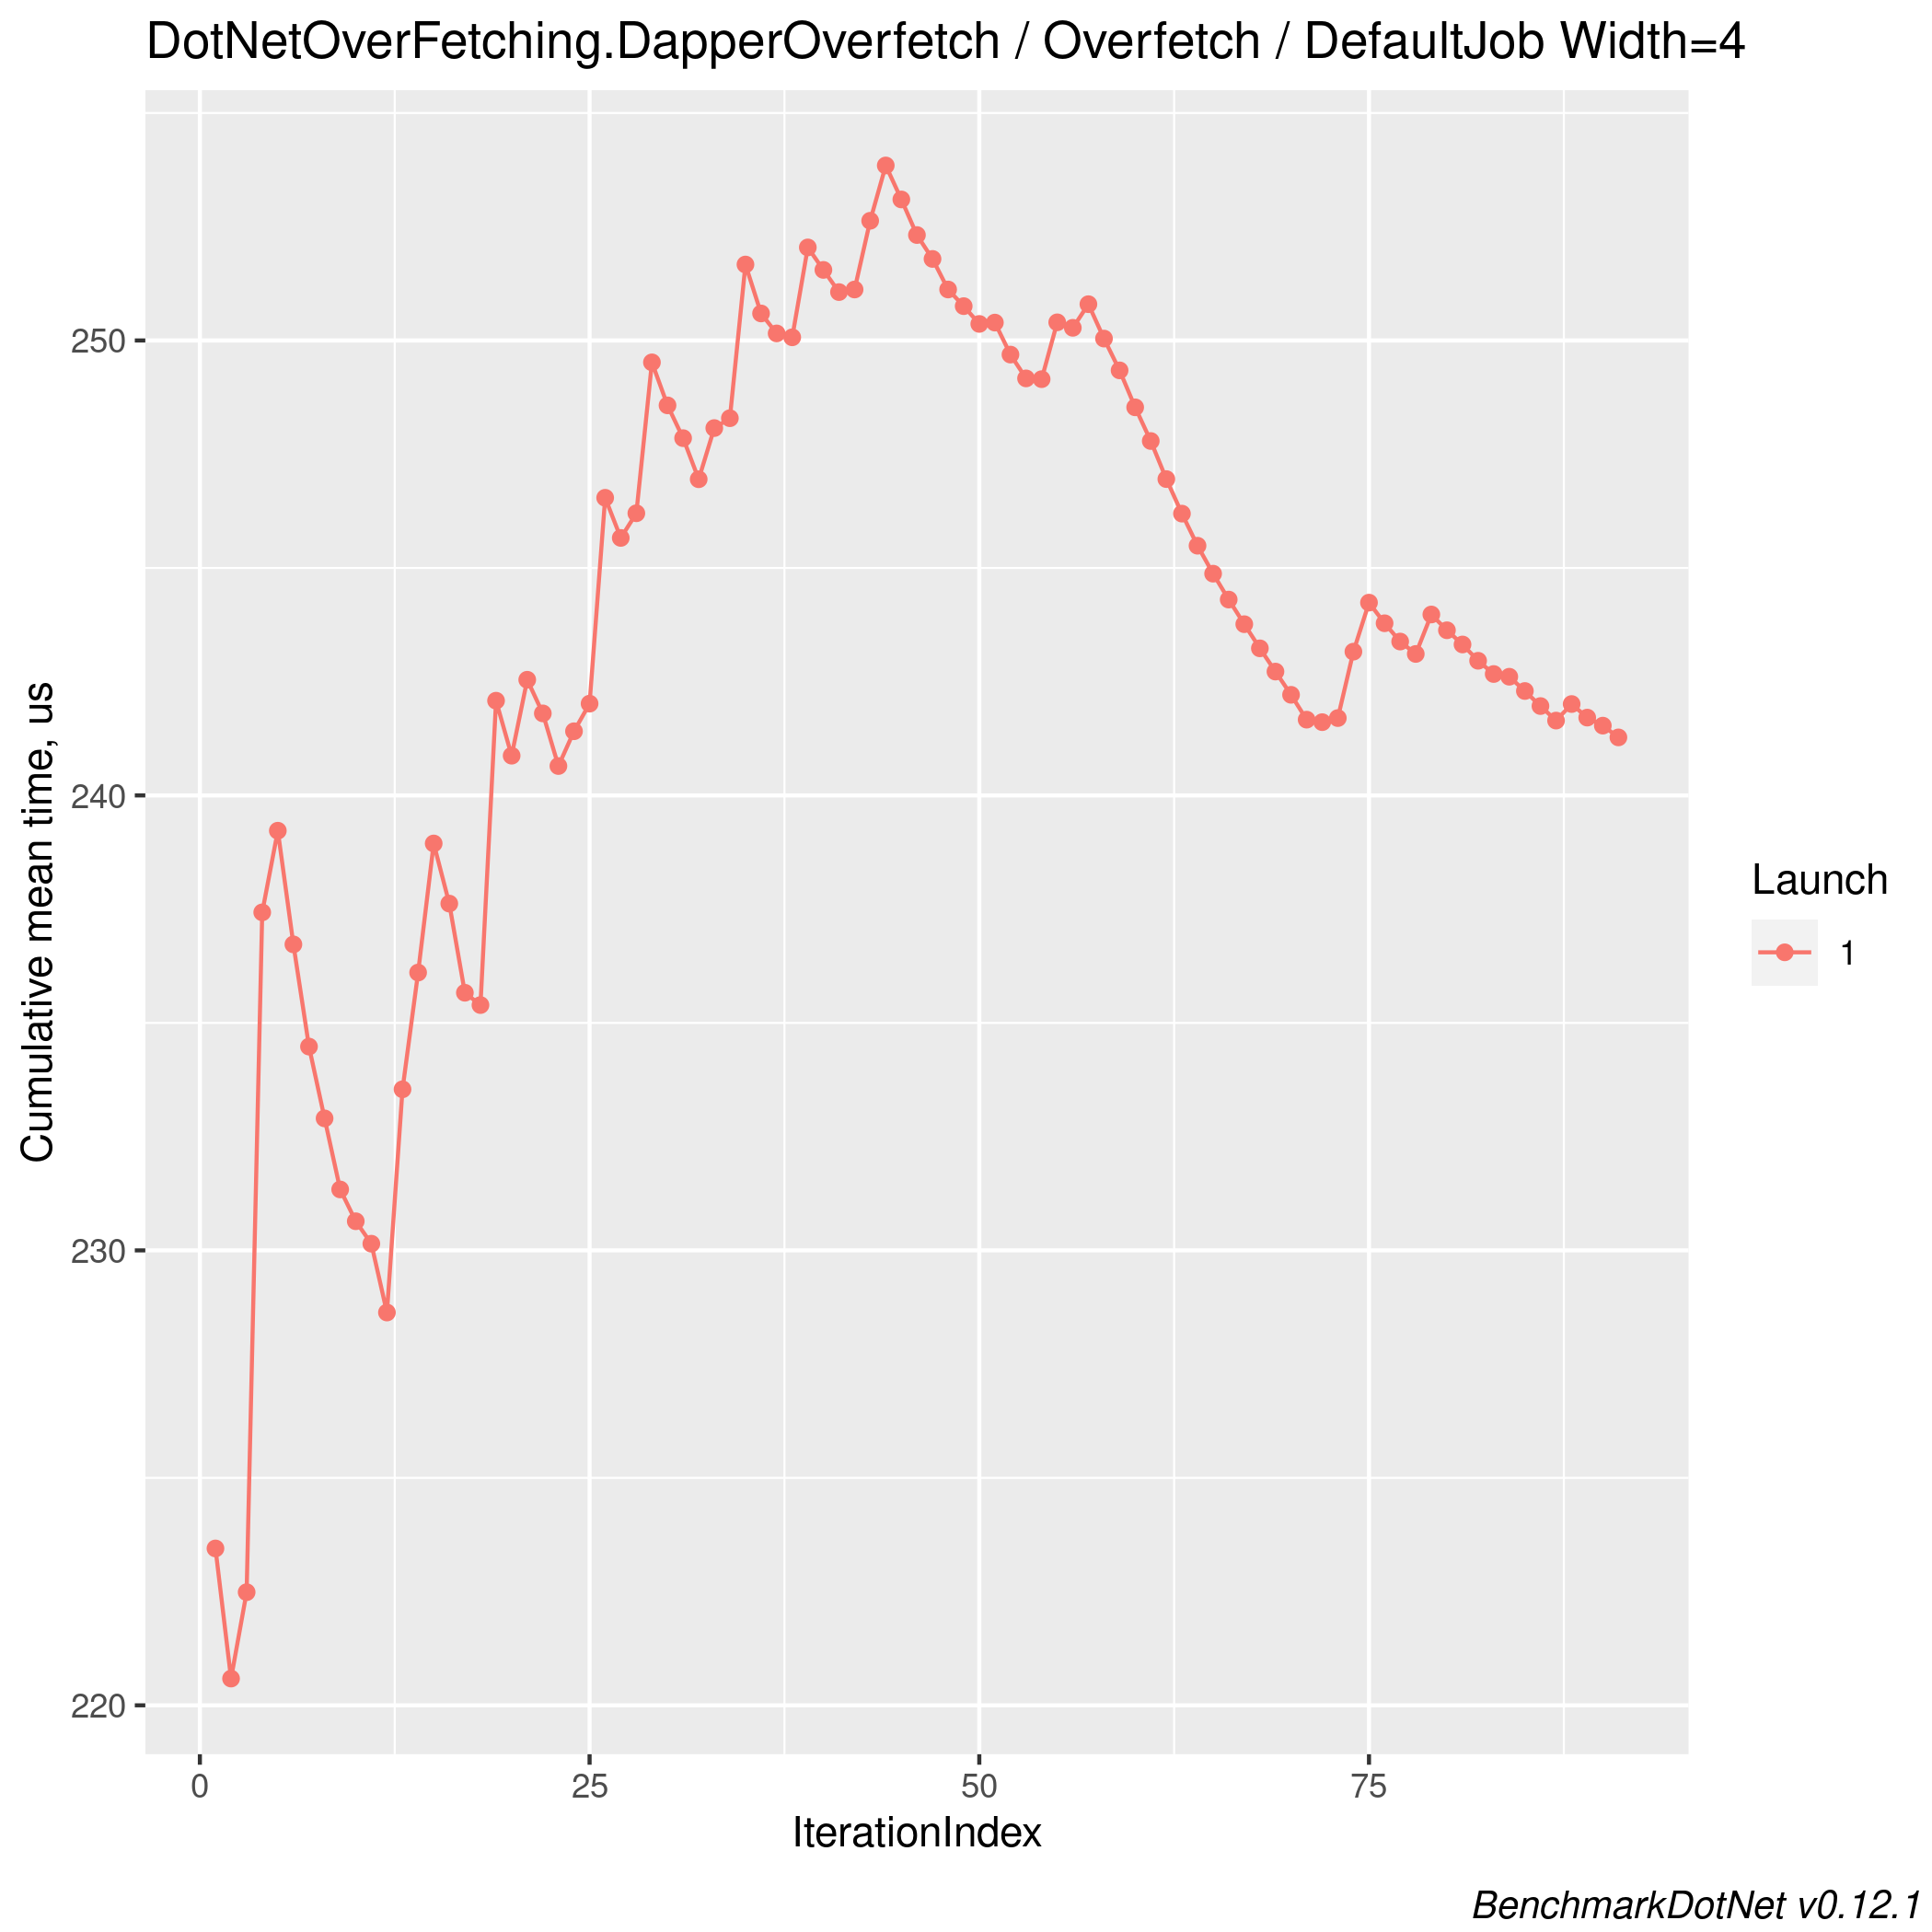 DotNetOverFetching.DapperOverfetch / Overfetch / DefaultJob Width=4
Cumulative mean time, us
250
240
230
220
0 25 50 75
IterationIndex
Launch
1
BenchmarkDotNet v0.12.1